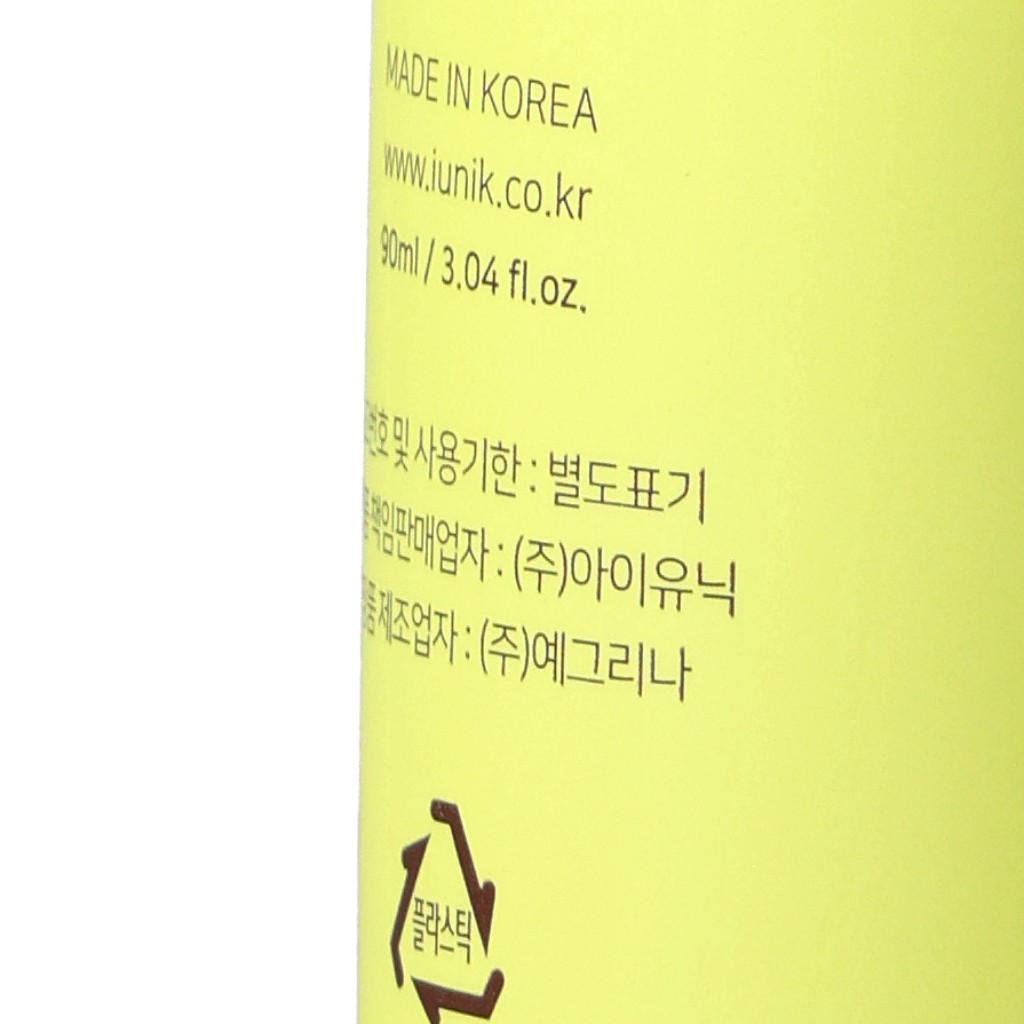 MADE IN KOREA
www.iunik.co.kr
90ml / 3.04 fl.oz.
및 사용기한 : 별도표기
책임판매업자 : (주)아이유닉
제조업자 : (주)예그리나
플라스틱